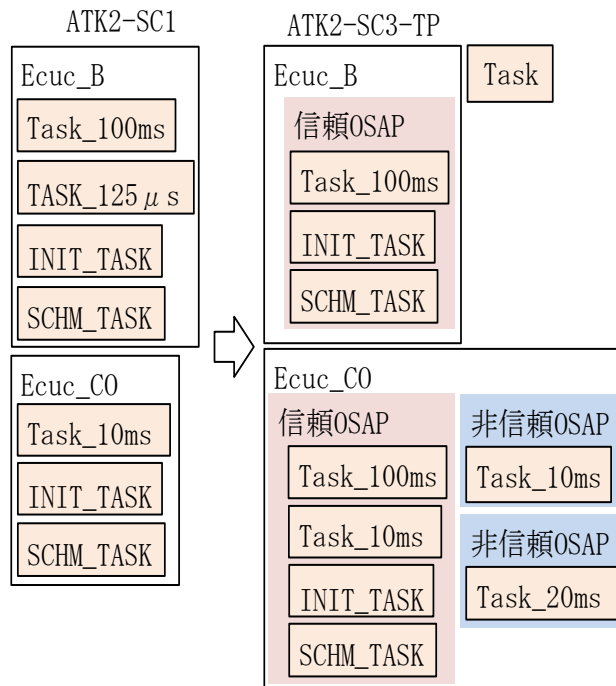 ATK2-SC1
Ecuc_B
Task_100ms
TASK_125μs
INIT_TASK
SCHM_TASK
Ecuc_CO
Task_10ms
INIT_TASK
SCHM_TASK
ATK2-SC3-TP
Ecuc_B
信頼OSAP
Task_100ms
INIT_TASK
SCHM_TASK
Task
Ecuc_CO
信頼OSAP
Task_100ms
Task_10ms
INIT_TASK
SCHM_TASK
非信頼OSAP
Task_10ms
非信頼OSAP
Task_20ms